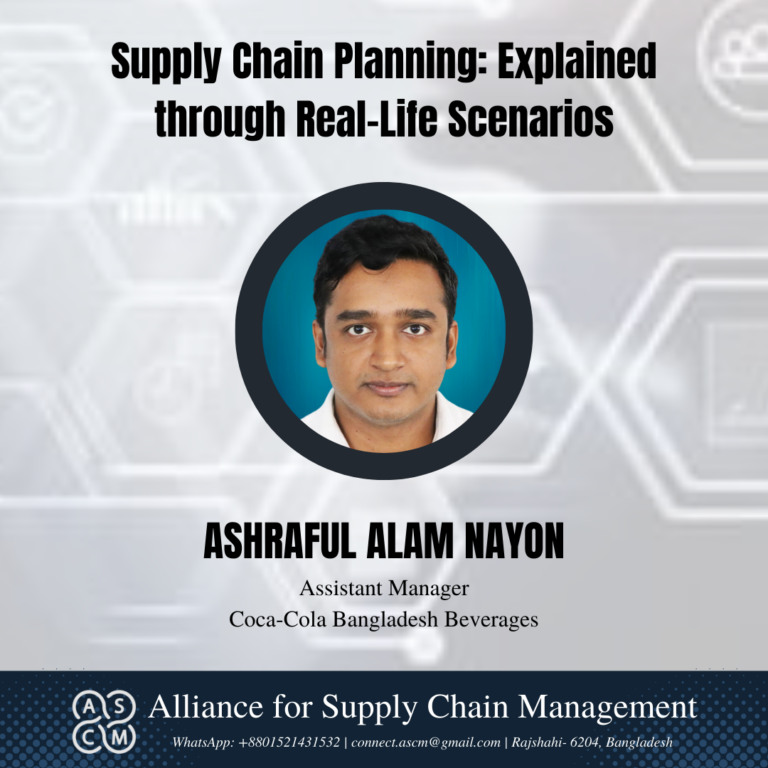 Supply Chain Planning: Explained
through Real-Life Scenarios
ASHRAFUL ALAM NAYON
Assistant Manager
Coca-Cola Bangladesh Beverages
A S
C M
Alliance for Supply Chain Management
WhatsApp: +8801521431532 | connect.ascm@gmail.com | Rajshahi- 6204, Bangladesh